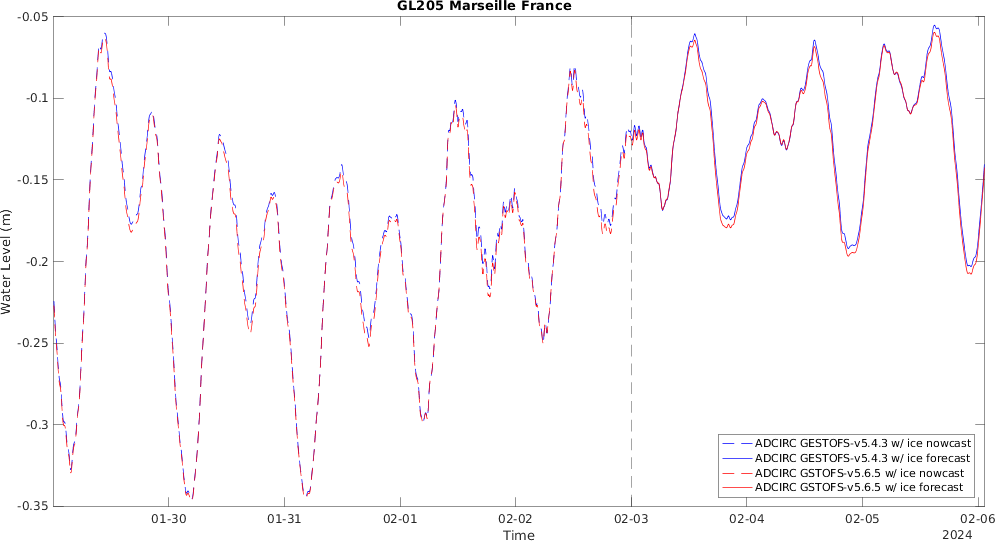 GL205 Marseille France
Water Level (m)
-0.05
-0.1
-0.15
-0.2
-0.25
-0.3
-0.35
01-30
01-31
02-01
02-02
02-03
02-04
02-05
02-06
Time
2024
ADCIRC GESTOFS-v5.4.3 w/ ice nowcast
ADCIRC GESTOFS-v5.4.3 w/ ice forecast
ADCIRC GSTOFS-v5.6.5 w/ ice nowcast
ADCIRC GSTOFS-v5.6.5 w/ ice forecast